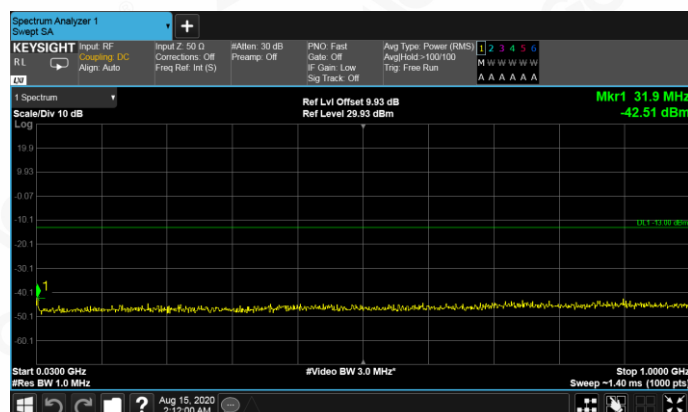 Spectrum Analyzer 1
Swept SA
+
KEYSIGHT
RL
LXI
Input: RF
Coupling: DC
Align: Auto
Input Z: 50 Ω
Corrections: Off
Freq Ref: Int (S)
#Atten: 30 dB
Preamp: Off
PNO: Fast
Gate: Off
IF Gain: Low
Sig Track: Off
Avg Type: Power (RMS)
Avg|Hold:>100/100
Trig: Free Run
1 2 3 4 5 6
M W W W W W
A A A A A A
1 Spectrum
Scale/Div 10 dB
Log
Ref Lvl Offset 9.93 dB
Ref Level 29.93 dBm
Mkr1 31.9 MHz
-42.51 dBm
19.9
9.93
-0.07
-10.1
DL1 -13.00 dBm
-20.1
-30.1
-40.1
1
-50.1
-60.1
Start 0.0300 GHz
#Res BW 1.0 MHz
#Video BW 3.0 MHz*
Stop 1.0000 GHz
Sweep ~1.40 ms (1000 pts)
?
Aug 15, 2020
2:12:00 AM